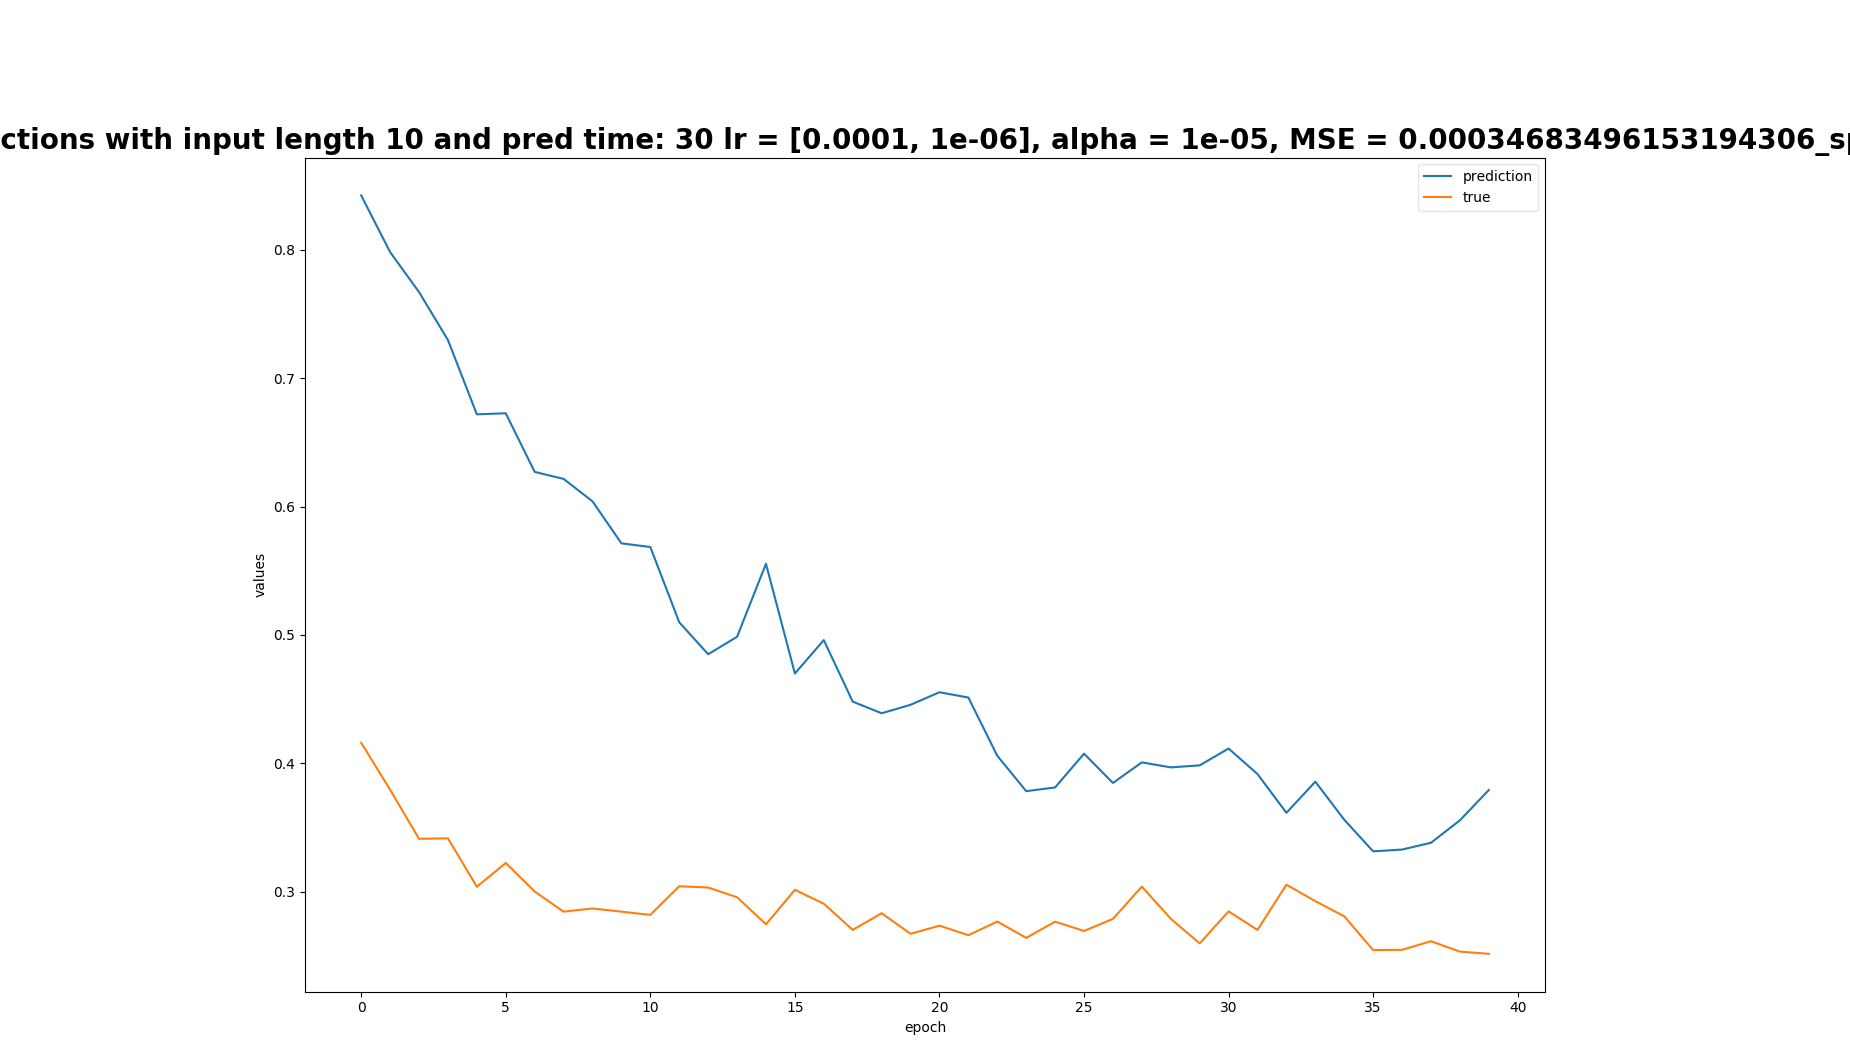 ctions with input length 10 and pred time: 30 lr = [0.0001, 1e-06], alpha = 1e-05, MSE = 0.00034683496153194306_sp
prediction
true
0.8
0.7
0.6
0.5
0.4
0.3
values
0 5 10 15 20 25 30 35 40
epoch